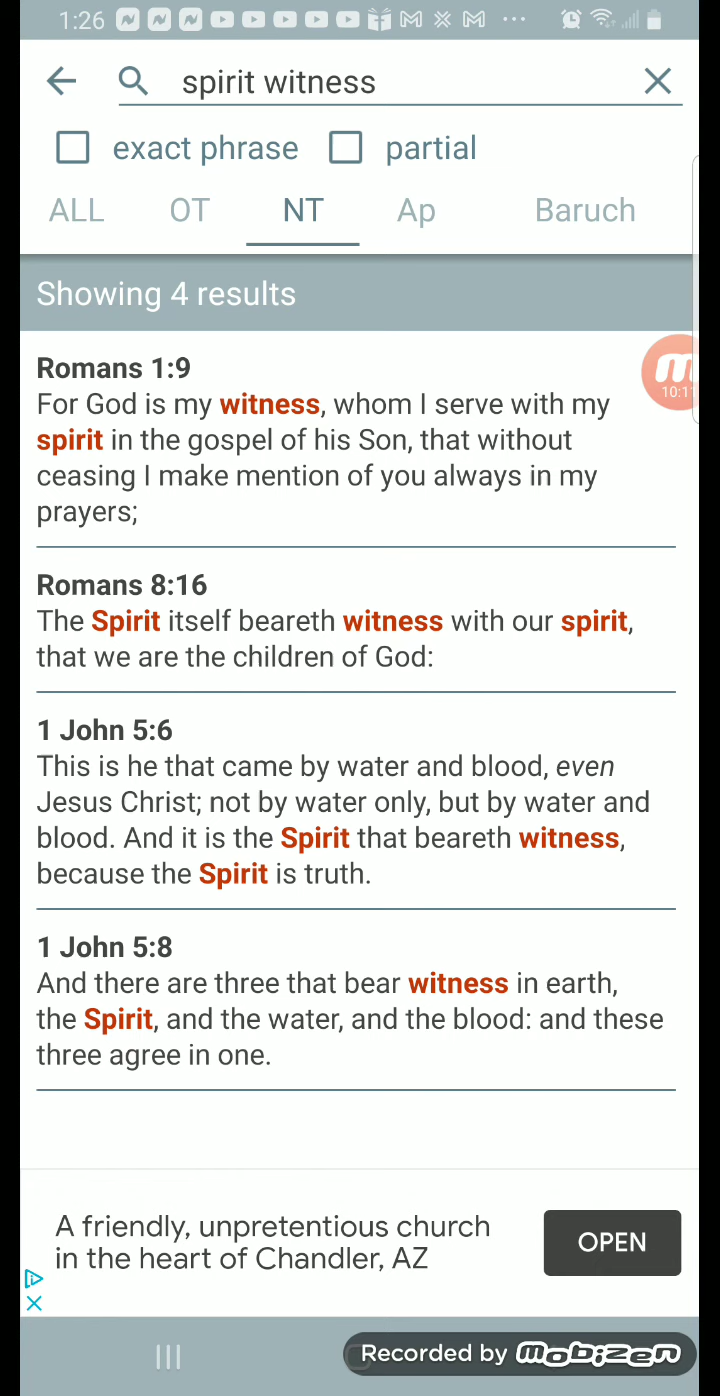 1:26
spirit witness
exact phrase partial
ALL OT NT Ap Baruch
Showing 4 results
Romans 1:9
For God is my witness, whom I serve with my
spirit in the gospel of his Son, that without
ceasing I make mention of you always in my
prayers;
10:11
Romans 8:16
The Spirit itself beareth witness with our spirit,
that we are the children of God:
1 John 5:6
This is he that came by water and blood, even
Jesus Christ; not by water only, but by water and
blood. And it is the Spirit that beareth witness,
because the Spirit is truth.
1 John 5:8
And there are three that bear witness in earth,
the Spirit, and the water, and the blood: and these
three agree in one.
A friendly, unpretentious church
in the heart of Chandler, AZ
OPEN
Recorded by mobizen